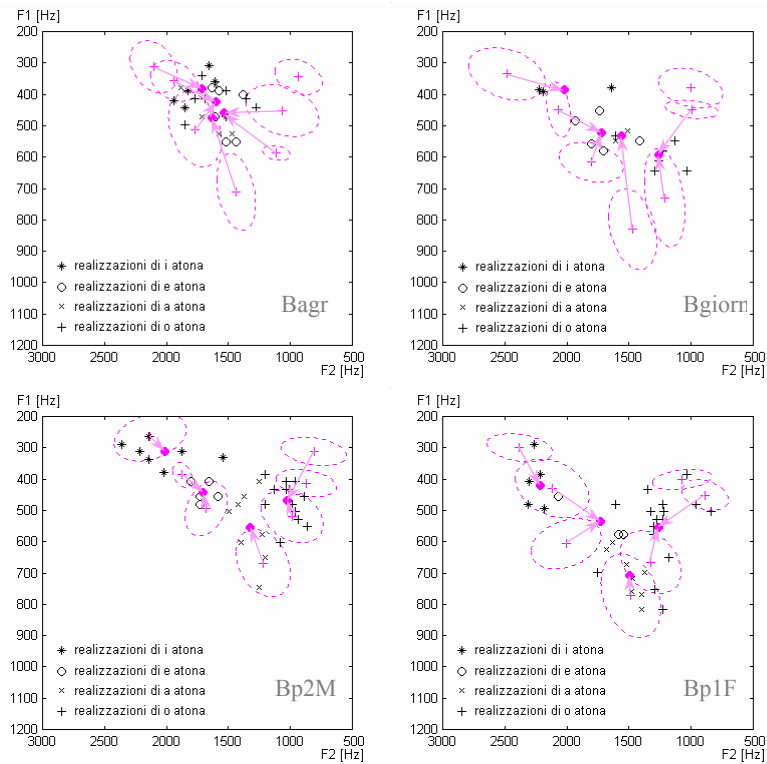 F1 [Hz]
200
300
400
500
600
700
800
900
1000
1100
1200
3000
2500
2000
1500
1000
500
F2 [Hz]
realizzazioni di i atona
realizzazioni di e atona
realizzazioni di a atona
realizzazioni di o atona
Bagr
F1 [Hz]
200
300
400
500
600
700
800
900
1000
1100
1200
3000
2500
2000
1500
1000
500
F2 [Hz]
realizzazioni di i atona
realizzazioni di e atona
realizzazioni di a atona
realizzazioni di o atona
Bgiorn
F1 [Hz]
200
300
400
500
600
700
800
900
1000
1100
1200
3000
2500
2000
1500
1000
500
F2 [Hz]
realizzazioni di i atona
realizzazioni di e atona
realizzazioni di a atona
realizzazioni di o atona
Bp2M
F1 [Hz]
200
300
400
500
600
700
800
900
1000
1100
1200
3000
2500
2000
1500
1000
500
F2 [Hz]
realizzazioni di i atona
realizzazioni di e atona
realizzazioni di a atona
realizzazioni di o atona
Bp1F